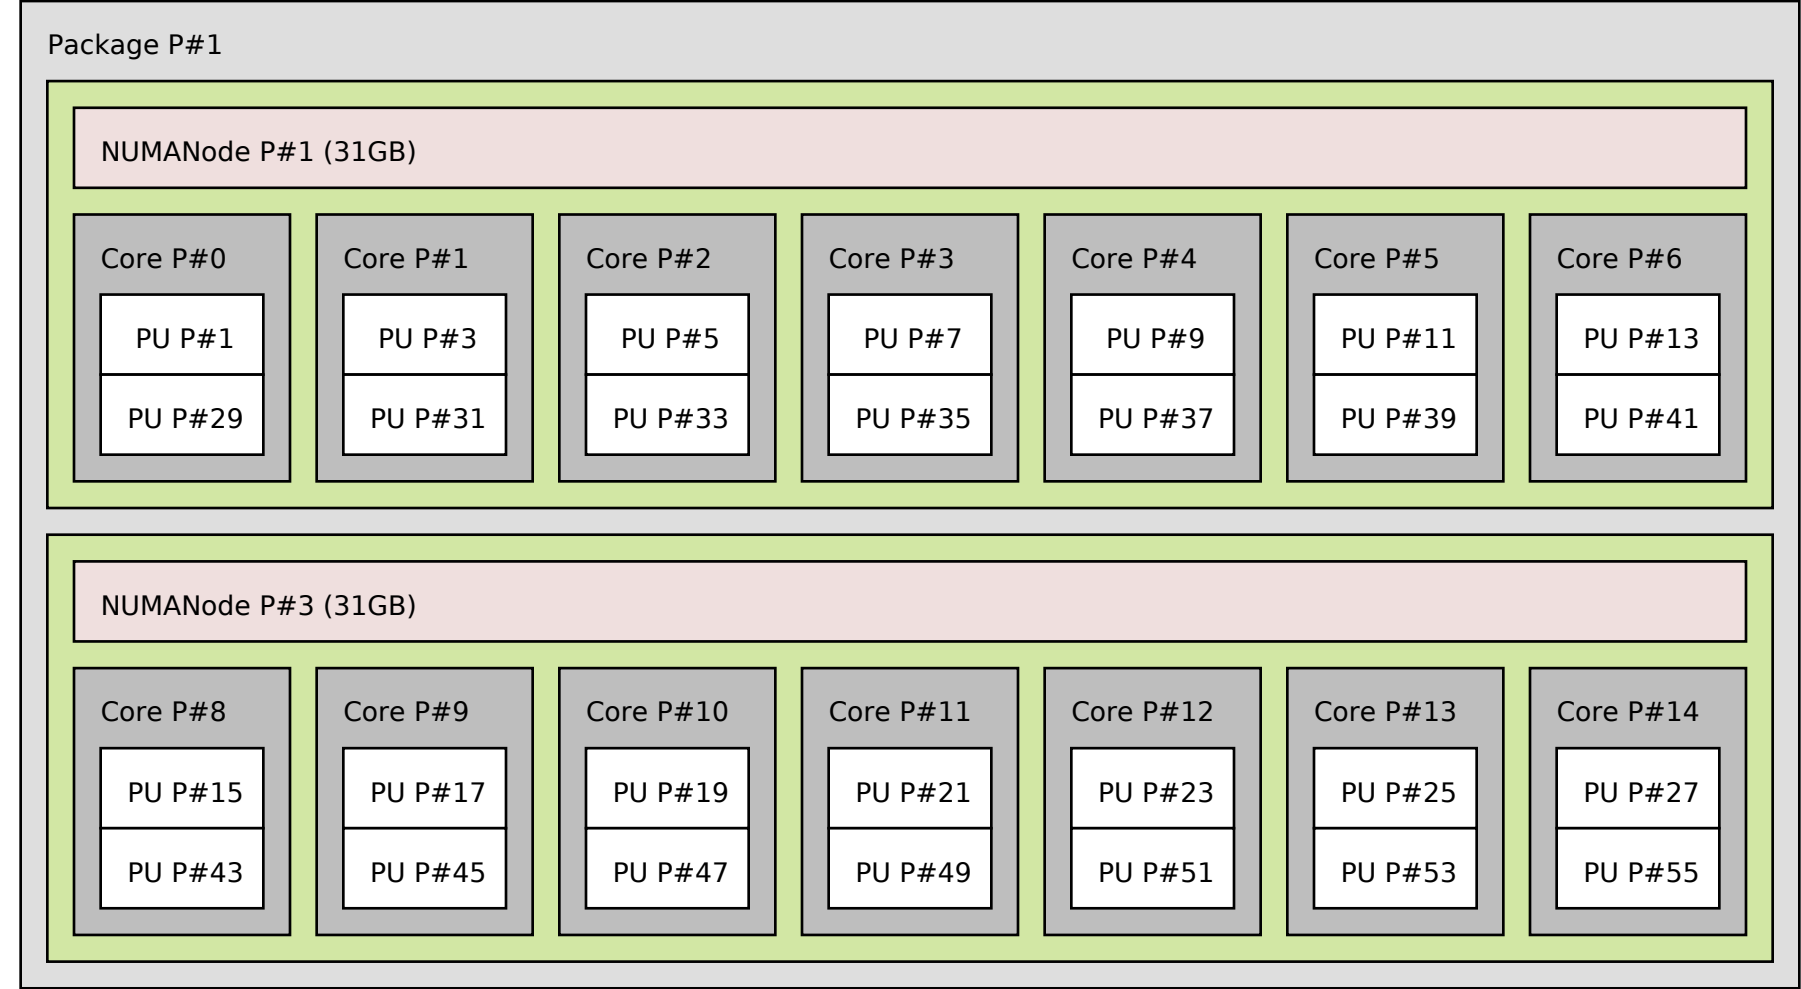 Package P#1
NUMANode P#1 (31GB)
Core P#0 Core P#1 Core P#2 Core P#3 Core P#4 Core P#5 Core P#6
PU P#1 PU P#3 PU P#5 PU P#7 PU P#9 PU P#11 PU P#13
PU P#29 PU P#31 PU P#33 PU P#35 PU P#37 PU P#39 PU P#41
NUMANode P#3 (31GB)
Core P#8 Core P#9 Core P#10 Core P#11 Core P#12 Core P#13 Core P#14
PU P#15 PU P#17 PU P#19 PU P#21 PU P#23 PU P#25 PU P#27
PU P#43 PU P#45 PU P#47 PU P#49 PU P#51 PU P#53 PU P#55